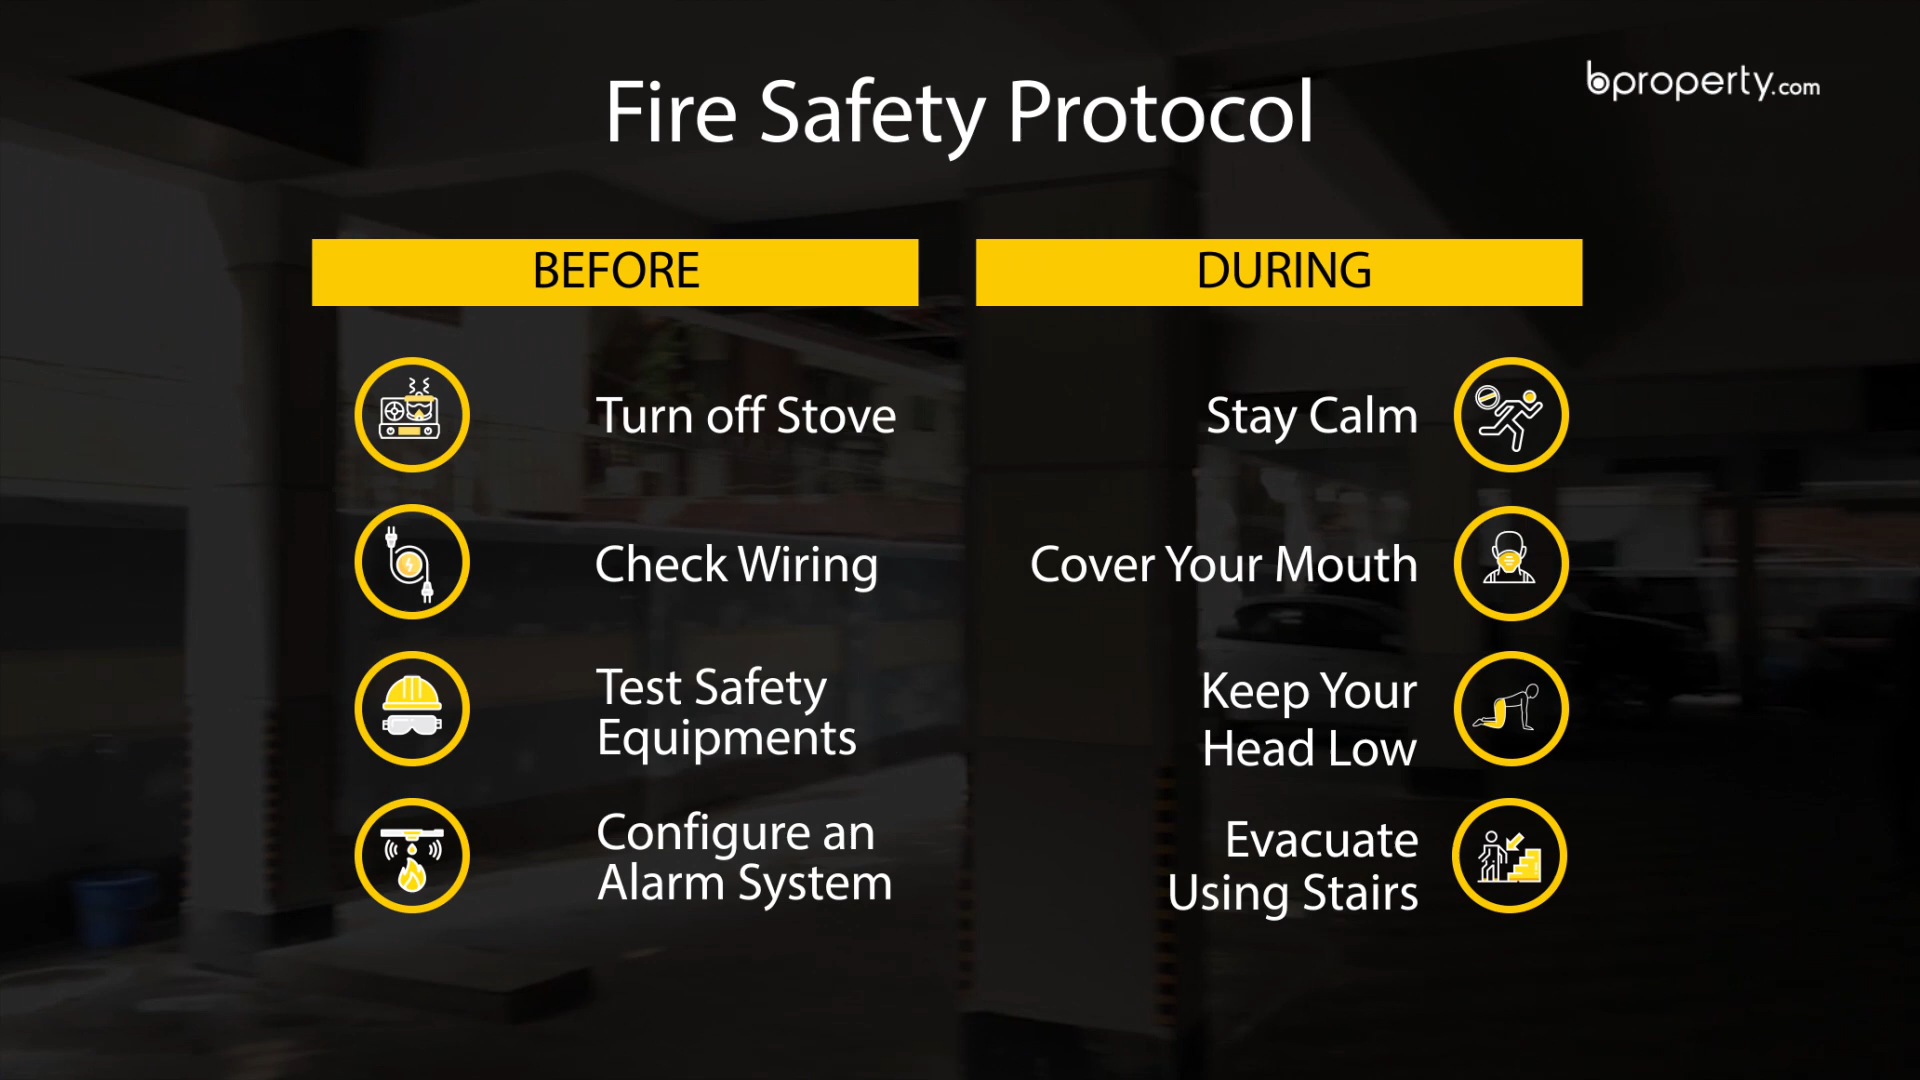 Fire Safety Protocol
bproperty.com
BEFORE
Turn off Stove
Check Wiring
Test Safety
Equipments
Configure an
Alarm System
DURING
Stay Calm
Cover Your Mouth
Keep Your
Head Low
Evacuate
Using Stairs